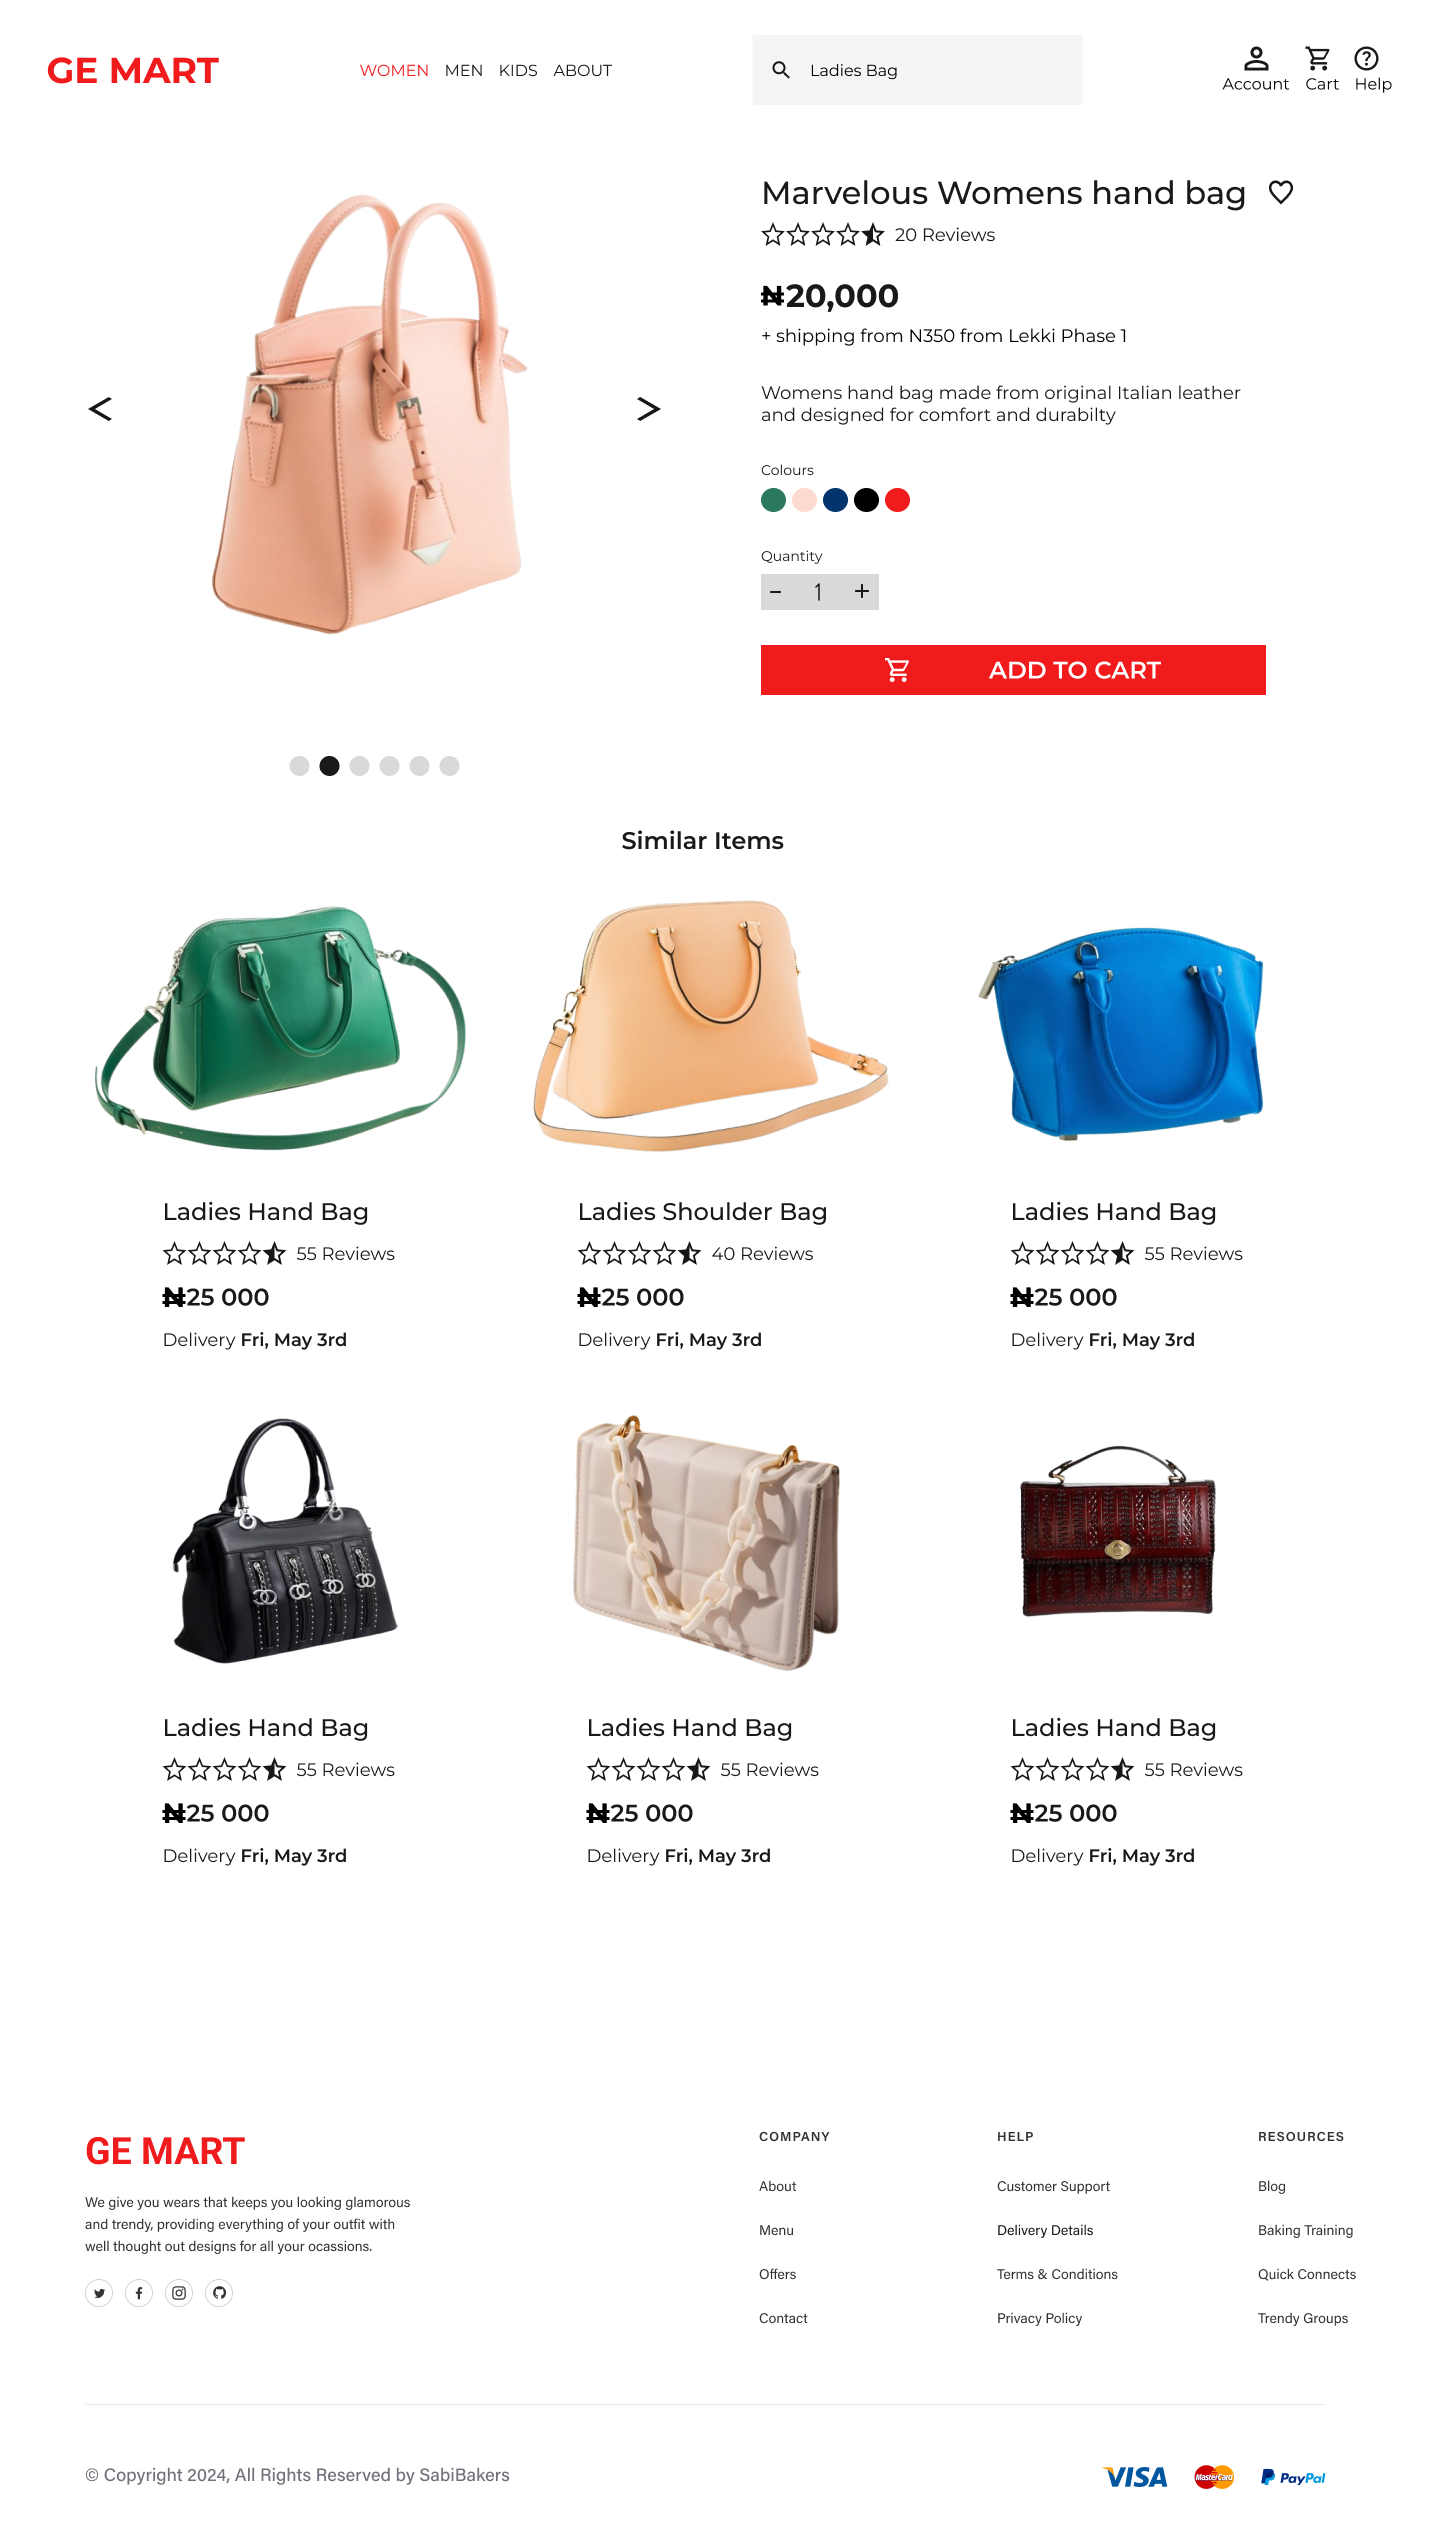 GE MART
WOMEN MEN KIDS ABOUT
Ladies Bag
Account Cart Help
Marvelous Womens hand bag
20 Reviews
₦20,000
+ shipping from N350 from Lekki Phase 1
Womens hand bag made from original Italian leather
and designed for comfort and durabilty
Colours
Quantity
- 1 +
ADD TO CART
< >
Similar Items
Ladies Hand Bag
55 Reviews
₦25 000
Delivery Fri, May 3rd
Ladies Shoulder Bag
40 Reviews
₦25 000
Delivery Fri, May 3rd
Ladies Hand Bag
55 Reviews
₦25 000
Delivery Fri, May 3rd
Ladies Hand Bag
55 Reviews
₦25 000
Delivery Fri, May 3rd
Ladies Hand Bag
55 Reviews
₦25 000
Delivery Fri, May 3rd
Ladies Hand Bag
55 Reviews
₦25 000
Delivery Fri, May 3rd
GE MART
We give you wears that keeps you looking glamorous
and trendy, providing everything of your outfit with
well thought out designs for all your ocassions.
COMPANY
About
Menu
Offers
Contact
HELP
Customer Support
Delivery Details
Terms & Conditions
Privacy Policy
RESOURCES
Blog
Baking Training
Quick Connects
Trendy Groups
© Copyright 2024, All Rights Reserved by SabiBakers
VISA MasterCard PayPal